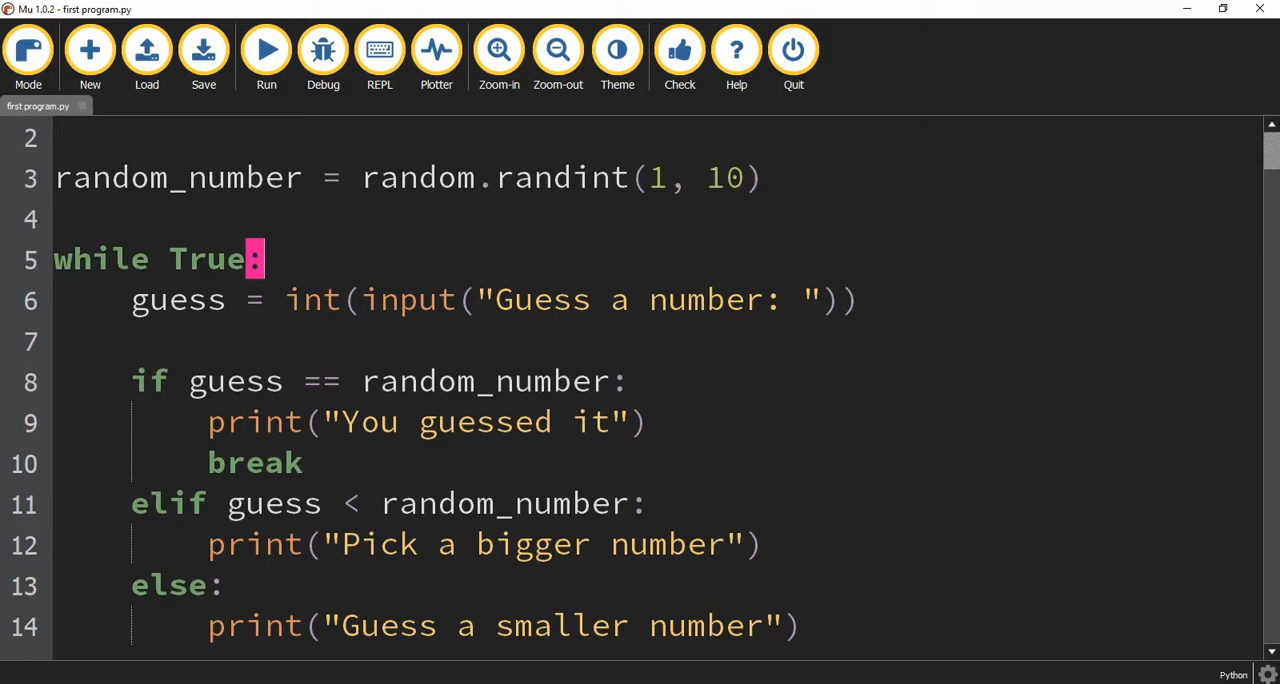 Mu 1.0.2 - first program.py
Mode New Load Save Run Debug REPL Plotter Zoom-in Zoom-out Theme Check Help Quit
first program.py
2
3 random_number = random.randint(1, 10)
4
5 while True:
6     guess = int(input("Guess a number: "))
7
8     if guess == random_number:
9         print("You guessed it")
10         break
11     elif guess < random_number:
12         print("Pick a bigger number")
13     else:
14         print("Guess a smaller number")
Python